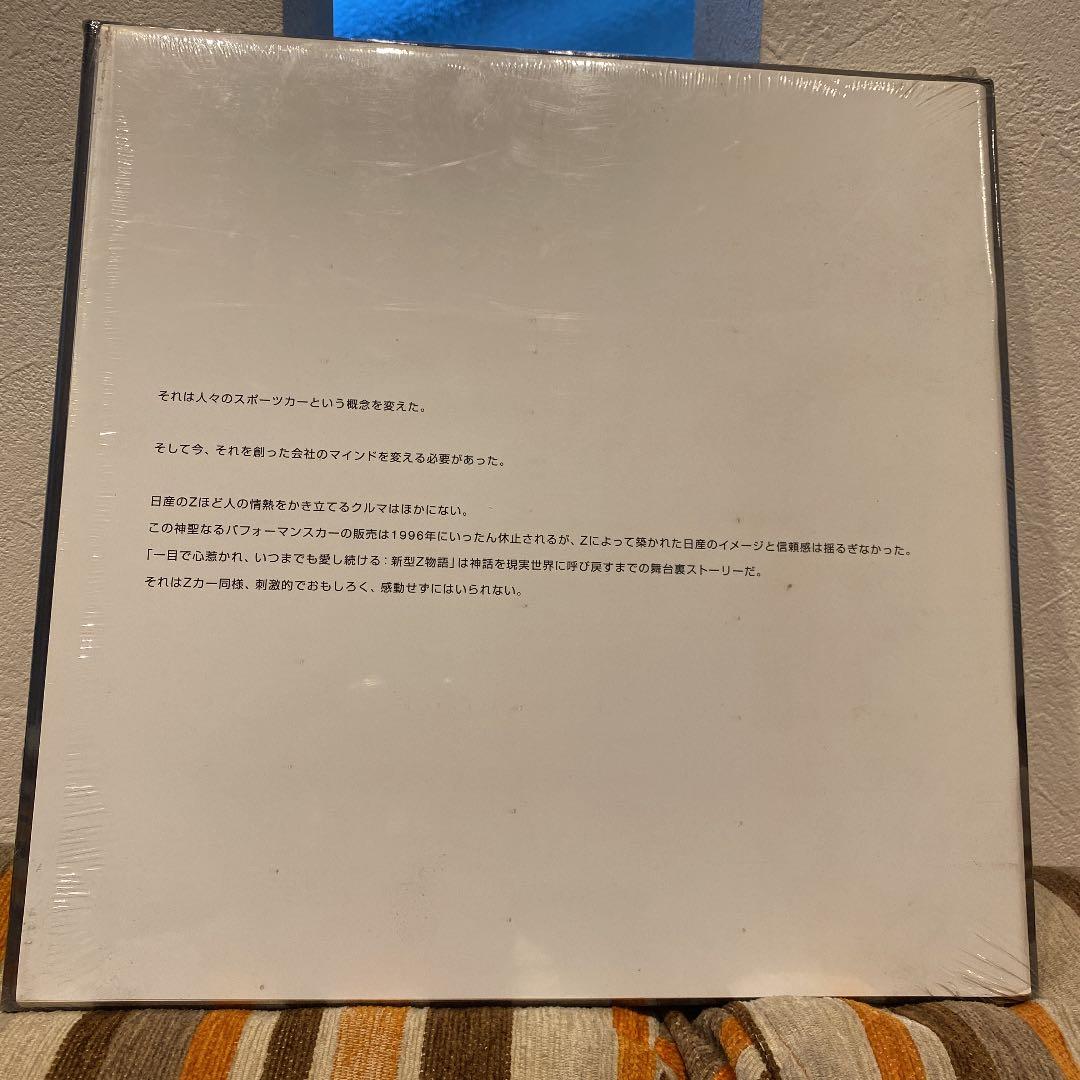 それは人々のスポーツカーという概念を変えた。
そして今、それを創った会社のマインドを変える必要があった。
日産のZほど人の情熱をかき立てるクルマはほかにない。
この神聖なるパフォーマンスカーの販売は1996年にいったん休止されるが、Zによって築かれた日産のイメージと信頼感は揺るぎなかった。
「一目で心惹かれ、いつまでも愛し続ける：新型Z物語」は神話を現実世界に呼び戻すまでの舞台裏ストーリーだ。
それはZカー同様、刺激的でおもしろく、感動せずにはいられない。